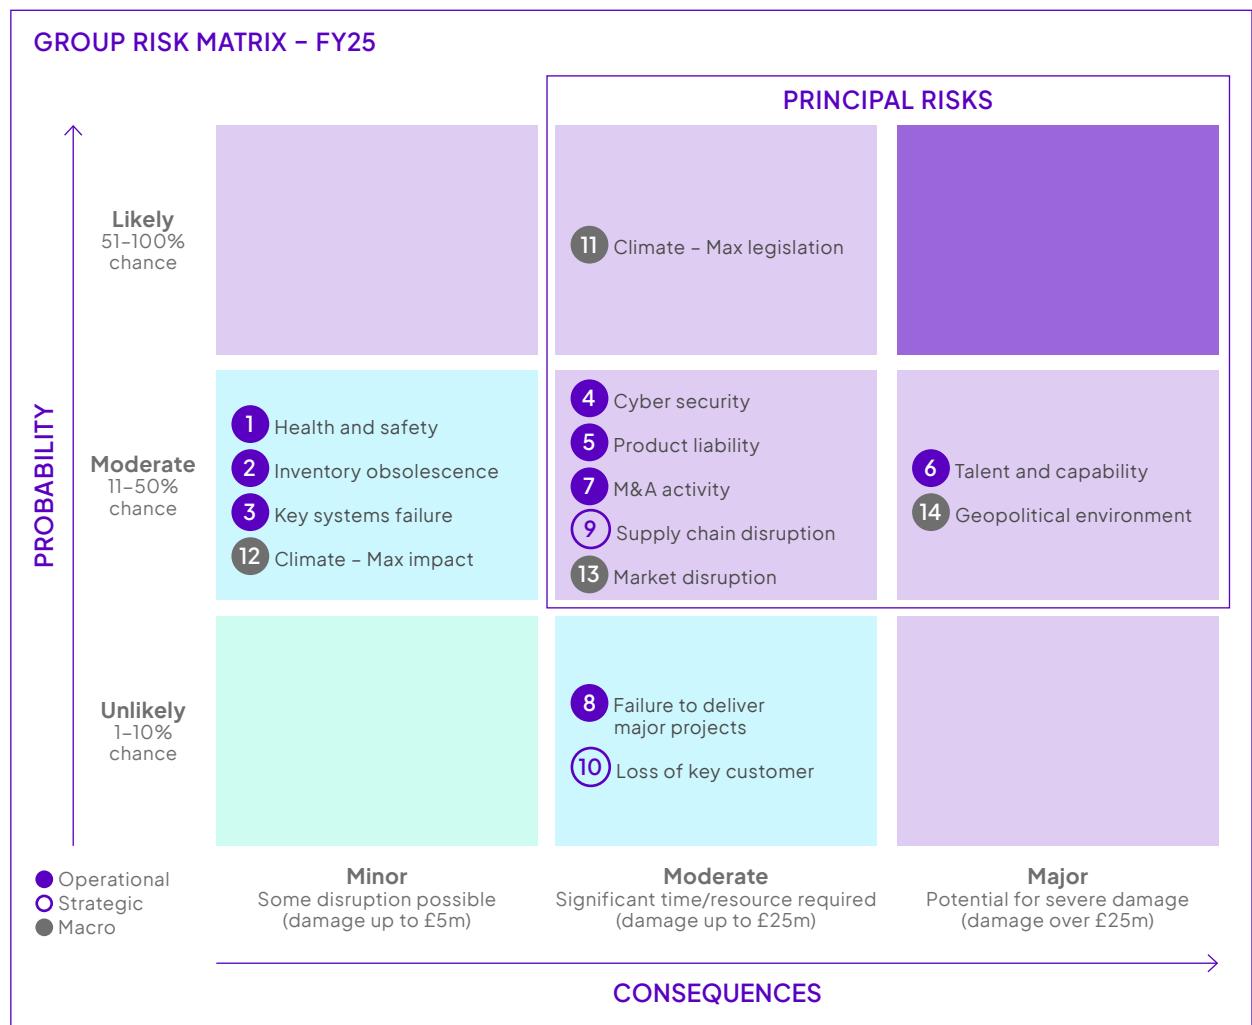 GROUP RISK MATRIX – FY25
PRINCIPAL RISKS
PROBABILITY
Likely
51–100%
chance
11 Climate – Max legislation
Moderate
11–50%
chance
1 Health and safety
2 Inventory obsolescence
3 Key systems failure
12 Climate – Max impact
4 Cyber security
5 Product liability
7 M&A activity
9 Supply chain disruption
13 Market disruption
6 Talent and capability
14 Geopolitical environment
Unlikely
1–10%
chance
8 Failure to deliver
major projects
10 Loss of key customer
Operational
Strategic
Macro
Minor
Some disruption possible
(damage up to £5m)
Moderate
Significant time/resource required
(damage up to £25m)
Major
Potential for severe damage
(damage over £25m)
CONSEQUENCES